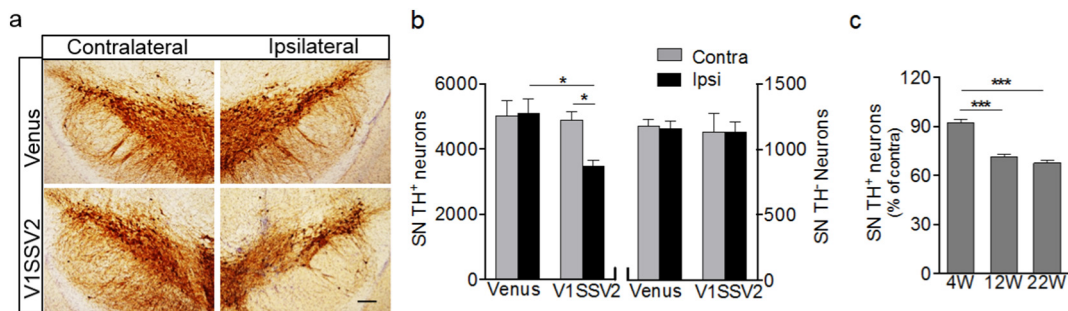 a
Contralateral Ipsilateral
Venus
V1SSV2
b
Contra
Ipsi
SN TH+ neurons
6000
4000
2000
0
* *
Venus V1SSV2 Venus V1SSV2
1500
1000
500
0
SN TH- Neurons
c
SN TH+ neurons
(% of contra)
120
90
60
30
0
***
***
4W 12W 22W